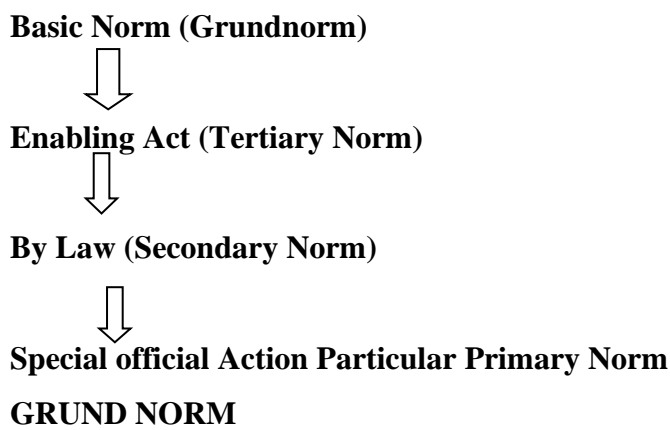 Basic Norm (Grundnorm)
Enabling Act (Tertiary Norm)
By Law (Secondary Norm)
Special official Action Particular Primary Norm
GRUND NORM